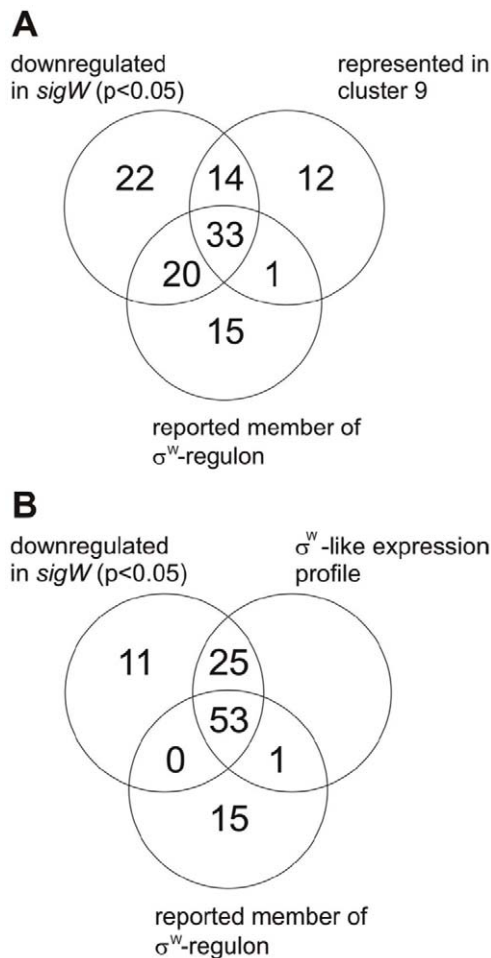 A
downregulated
in sigW (p<0.05)
represented in
cluster 9
22
14
12
33
20
1
15
reported member of
σᵂ-regulon
B
downregulated
in sigW (p<0.05)
σᵂ-like expression
profile
11
25
53
0
1
15
reported member of
σᵂ-regulon